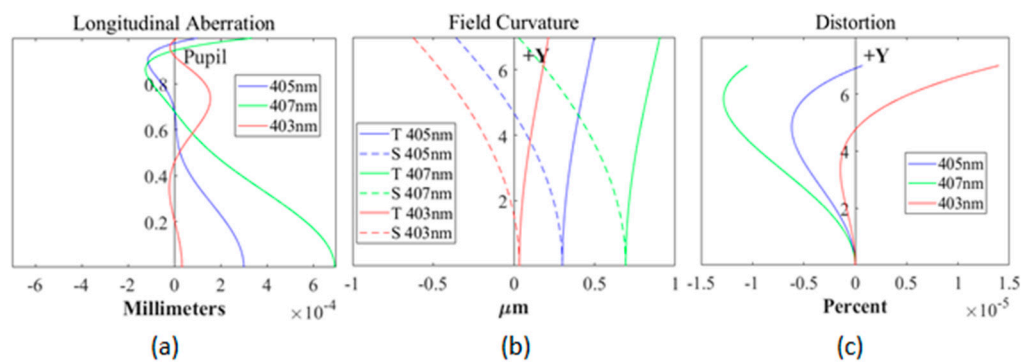 Longitudinal Aberration
Pupil
0.8
0.6
0.4
0.2
405nm
407nm
403nm
-6 -4 -2 0 2 4 6
Millimeters
×10⁻⁴
(a)
Field Curvature
+Y
6
4
2
T 405nm
S 405nm
T 407nm
S 407nm
T 403nm
S 403nm
-1 -0.5 0 0.5 1
μm
(b)
Distortion
+Y
6
4
2
405nm
407nm
403nm
-1.5 -1 -0.5 0 0.5 1 1.5
Percent
×10⁻⁵
(c)